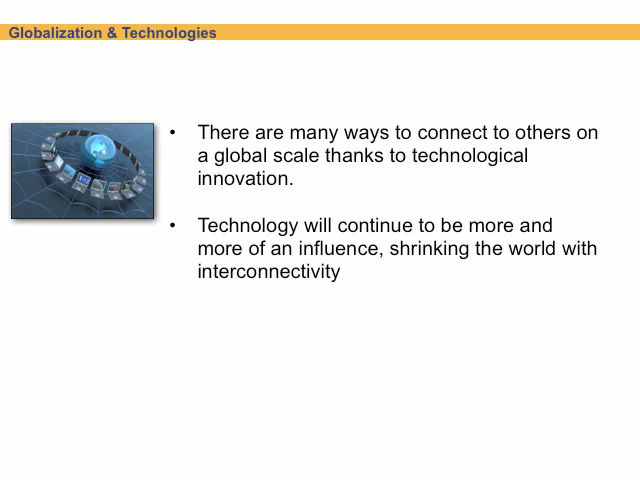 Globalization & Technologies
• There are many ways to connect to others on
a global scale thanks to technological
innovation.
• Technology will continue to be more and
more of an influence, shrinking the world with
interconnectivity